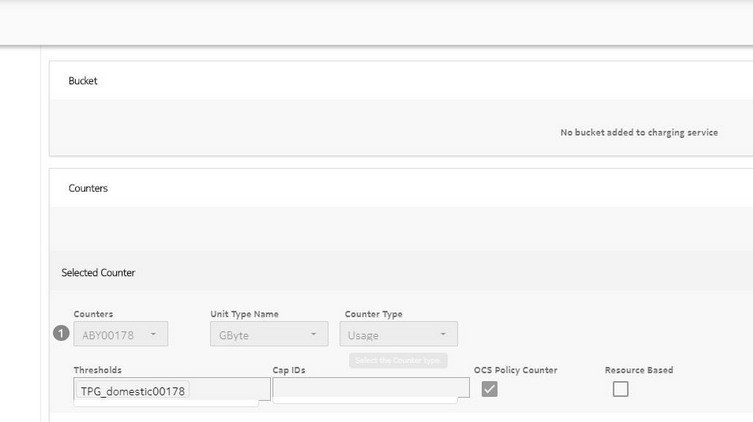 Bucket
No bucket added to charging service
Counters
Selected Counter
Counters Unit Type Name Counter Type
1 ABY00178 GByte Usage
Select the Counter type.
Thresholds Cap IDs OCS Policy Counter Resource Based
TPG_domestic00178